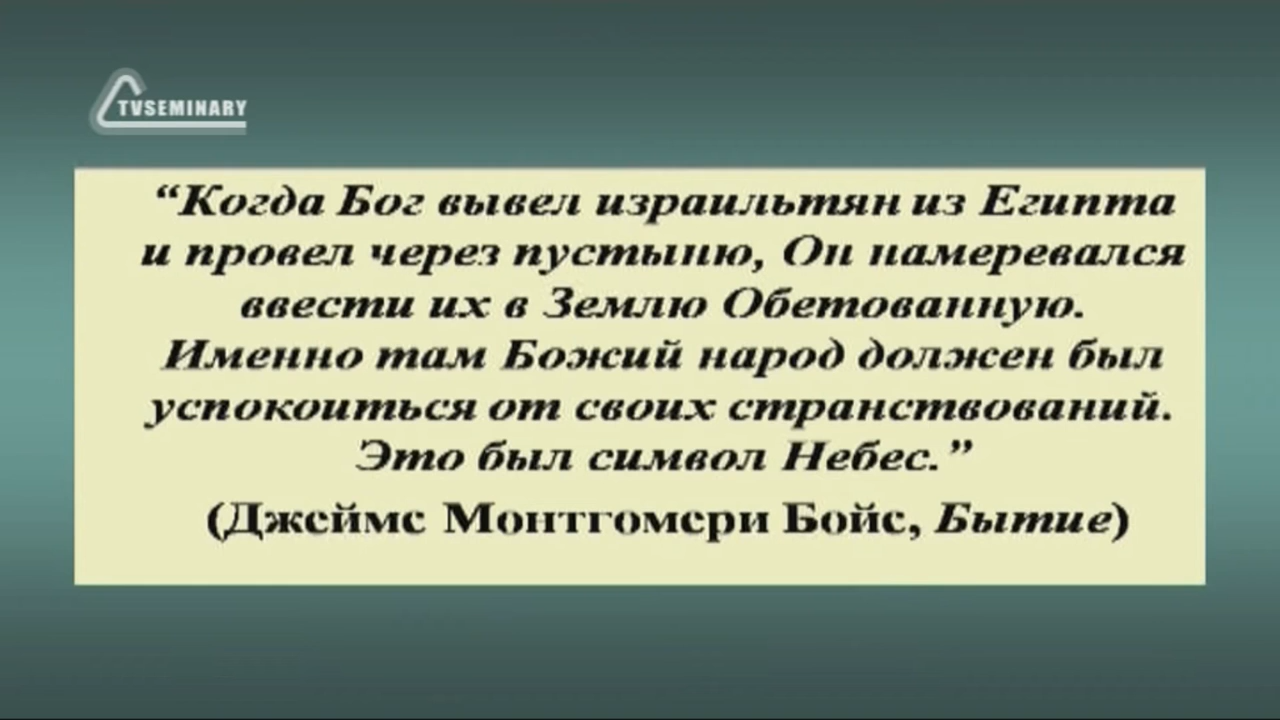 TVSEMINARY
“Когда Бог вывел израильтян из Египта
и провел через пустыню, Он намеревался
ввести их в Землю Обетованную.
Именно там Божий народ должен был
успокоиться от своих странствований.
Это был символ Небес.”
(Джеймс Монтгомери Бойс, Бытие)